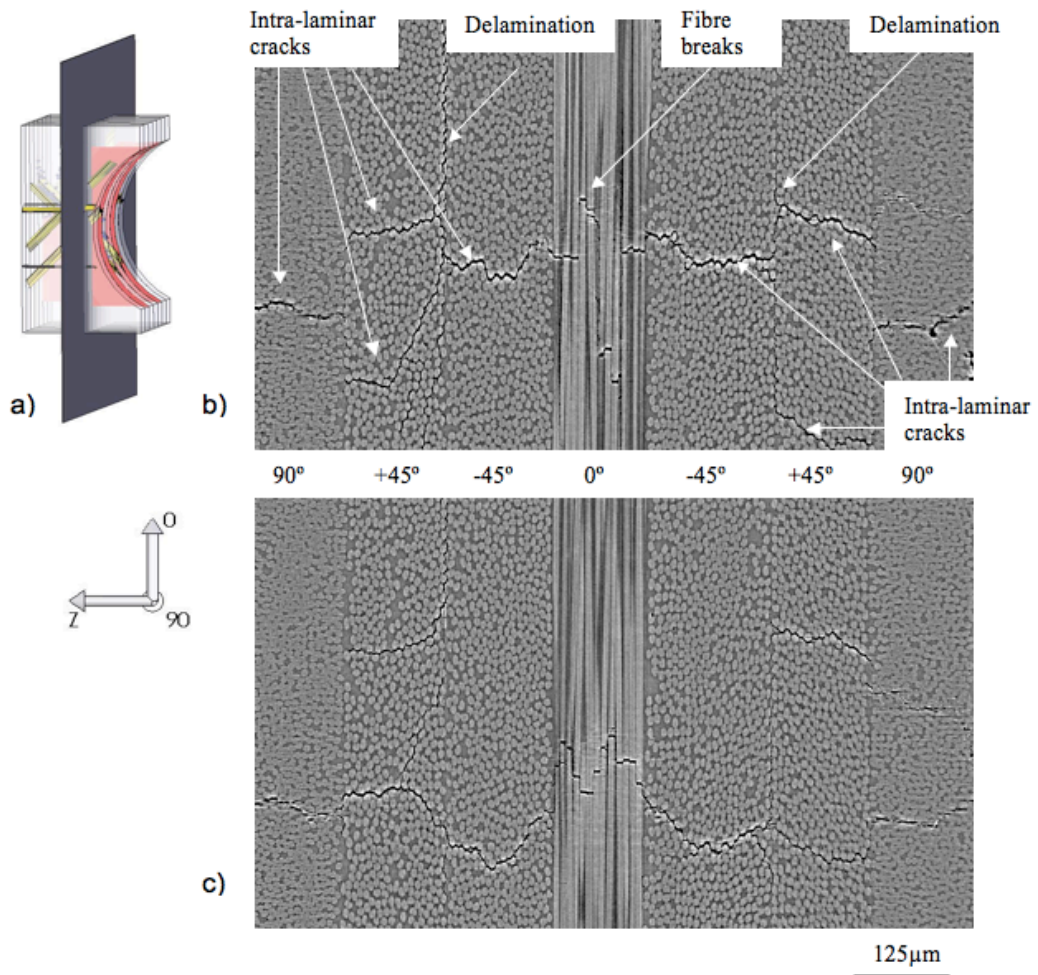 Intra-laminar
cracks
Delamination
Fibre
breaks
Delamination
a)
b)
Intra-laminar
cracks
90º +45º -45º 0º -45º +45º 90º
0
Z
90
c)
125µm